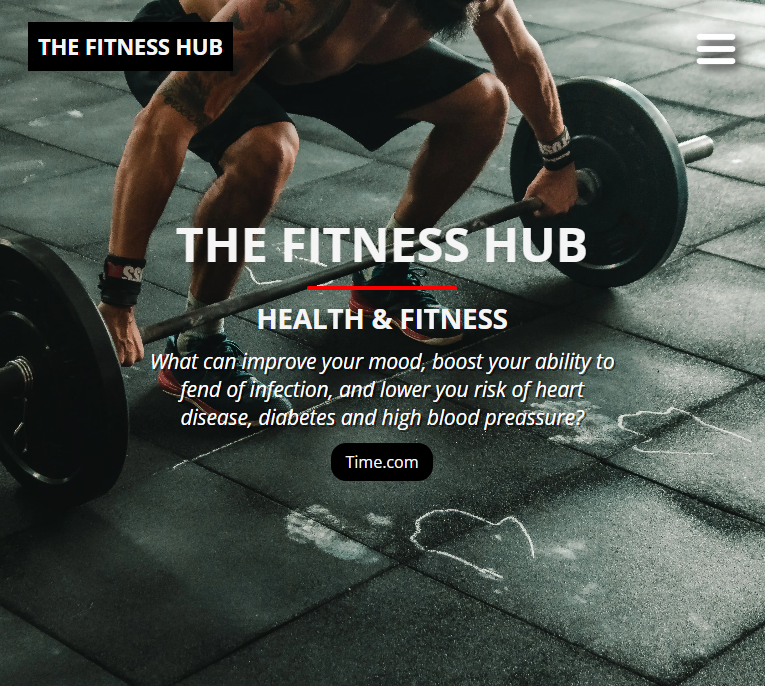 THE FITNESS HUB
THE FITNESS HUB
HEALTH & FITNESS
What can improve your mood, boost your ability to
fend of infection, and lower you risk of heart
disease, diabetes and high blood preassure?
Time.com